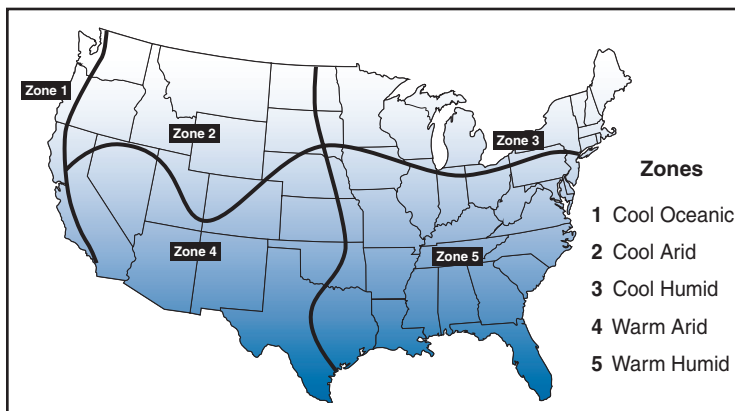 Zone 1
Zone 2
Zone 3
Zone 4
Zone 5
Zones
1 Cool Oceanic
2 Cool Arid
3 Cool Humid
4 Warm Arid
5 Warm Humid